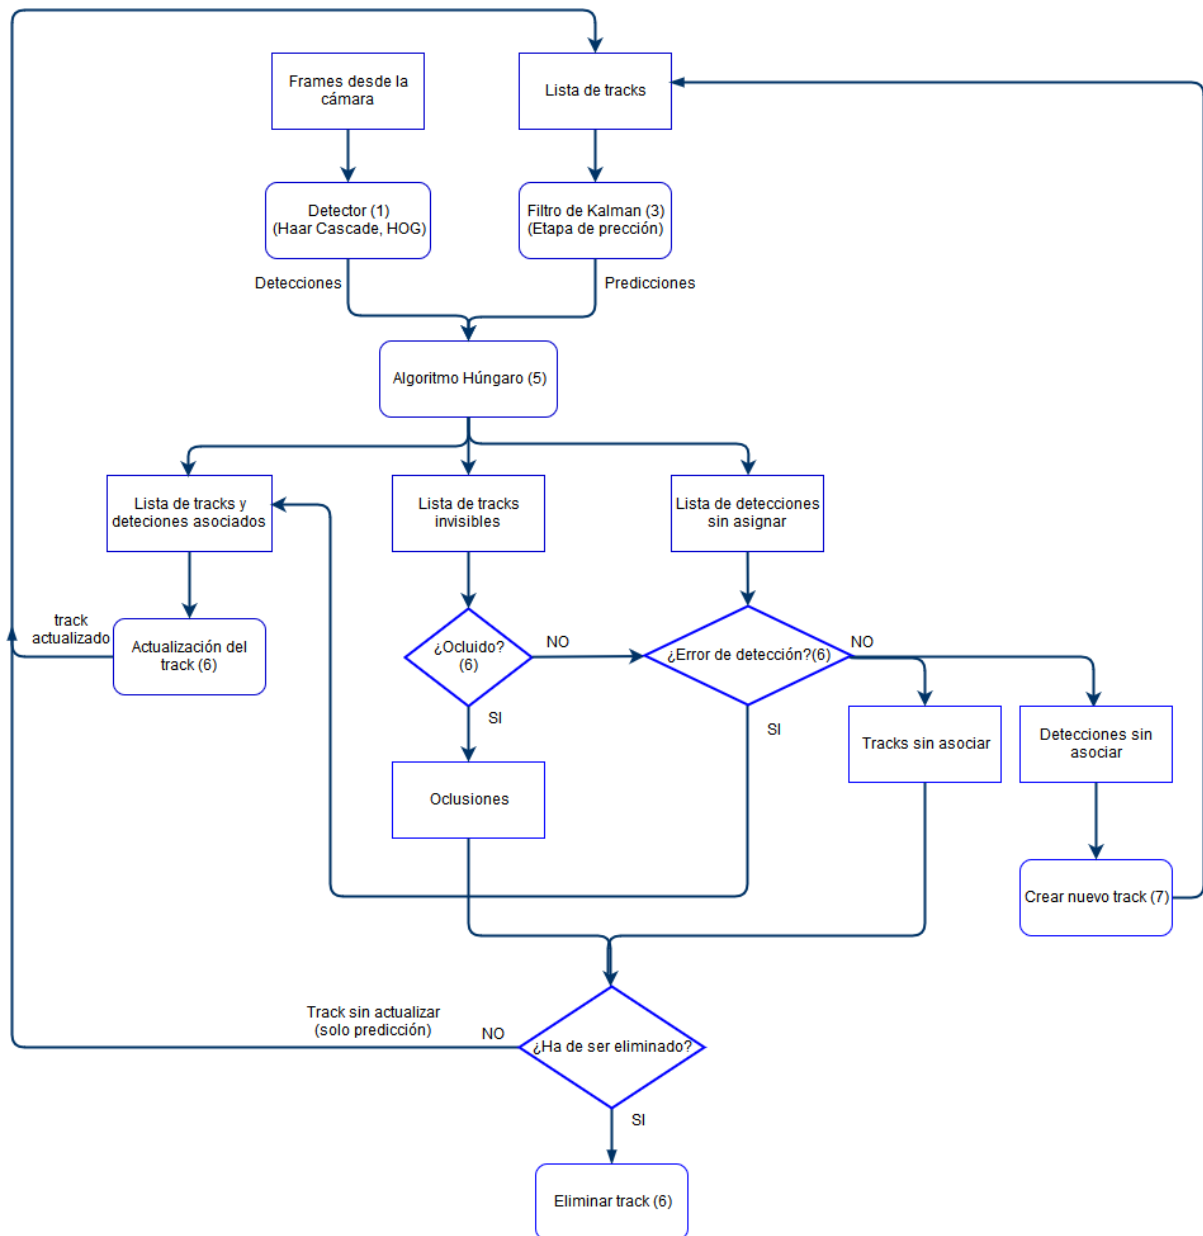 Frames desde la
cámara
Lista de tracks
Detector (1)
(Haar Cascade, HOG)
Filtro de Kalman (3)
(Etapa de prección)
Detecciones
Predicciones
Algoritmo Húngaro (5)
Lista de tracks y
deteciones asociados
Lista de tracks
invisibles
Lista de detecciones
sin asignar
track
actualizado
Actualización del
track (6)
¿Ocluido?
(6)
NO
¿Error de detección?(6)
NO
SI
SI
Tracks sin asociar
Detecciones sin
asociar
Oclusiones
Crear nuevo track (7)
Track sin actualizar
(solo predicción)
NO
¿Ha de ser eliminado?
SI
Eliminar track (6)